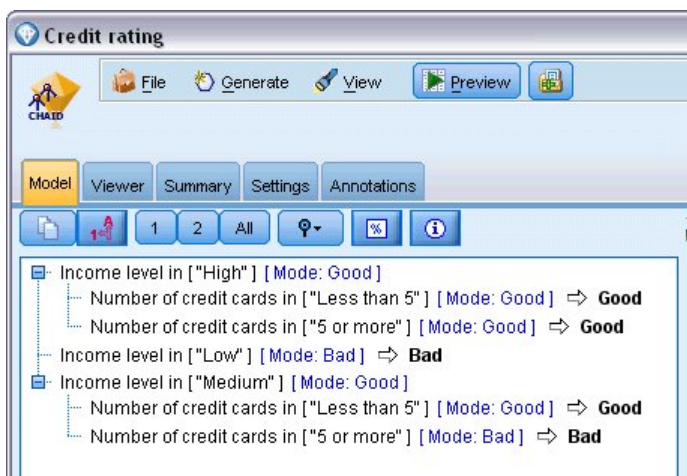 Credit rating
CHAID
File Generate View Preview
Model Viewer Summary Settings Annotations
1 A 1 2 All %
Income level in ["High"] [Mode: Good]
Number of credit cards in ["Less than 5"] [Mode: Good] ⇨ Good
Number of credit cards in ["5 or more"] [Mode: Good] ⇨ Good
Income level in ["Low"] [Mode: Bad] ⇨ Bad
Income level in ["Medium"] [Mode: Good]
Number of credit cards in ["Less than 5"] [Mode: Good] ⇨ Good
Number of credit cards in ["5 or more"] [Mode: Bad] ⇨ Bad